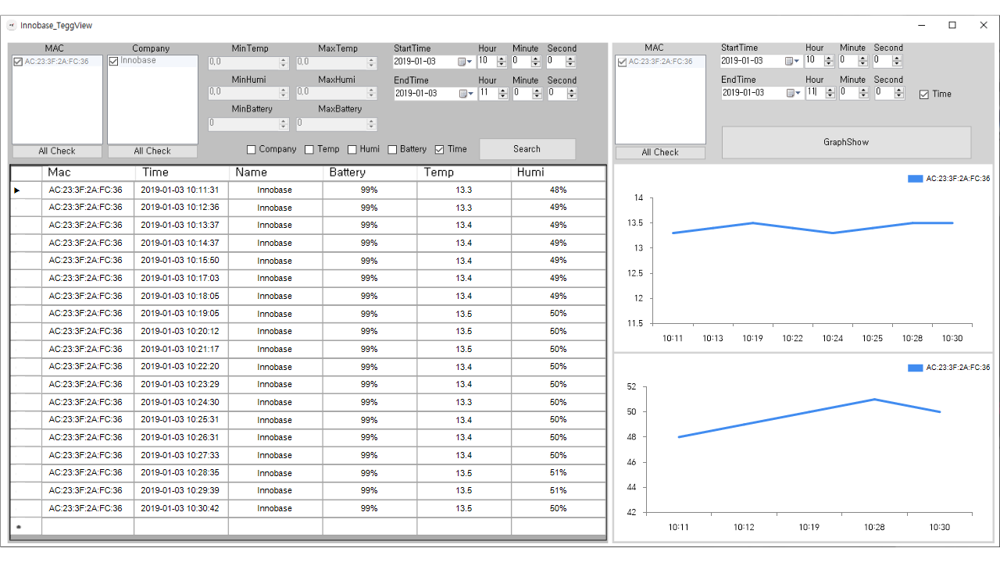 Innobase_TeggView
MAC Company MinTemp MaxTemp StartTime Hour Minute Second
AC:23:3F:2A:FC:36 Innobase 0,0 0,0 2019-01-03 10 0 0
MinHumi MaxHumi EndTime Hour Minute Second
0,0 0,0 2019-01-03 11 0 0
MinBattery MaxBattery
0 0
All Check All Check Company Temp Humi Battery Time Search
Mac Time Name Battery Temp Humi
AC:23:3F:2A:FC:36 2019-01-03 10:11:31 Innobase 99% 13.3 48%
AC:23:3F:2A:FC:36 2019-01-03 10:12:36 Innobase 99% 13.3 49%
AC:23:3F:2A:FC:36 2019-01-03 10:13:37 Innobase 99% 13.4 49%
AC:23:3F:2A:FC:36 2019-01-03 10:14:37 Innobase 99% 13.4 49%
AC:23:3F:2A:FC:36 2019-01-03 10:15:50 Innobase 99% 13.4 49%
AC:23:3F:2A:FC:36 2019-01-03 10:17:03 Innobase 99% 13.4 49%
AC:23:3F:2A:FC:36 2019-01-03 10:18:05 Innobase 99% 13.4 49%
AC:23:3F:2A:FC:36 2019-01-03 10:19:05 Innobase 99% 13.5 50%
AC:23:3F:2A:FC:36 2019-01-03 10:20:12 Innobase 99% 13.5 50%
AC:23:3F:2A:FC:36 2019-01-03 10:21:17 Innobase 99% 13.5 50%
AC:23:3F:2A:FC:36 2019-01-03 10:22:20 Innobase 99% 13.4 50%
AC:23:3F:2A:FC:36 2019-01-03 10:23:29 Innobase 99% 13.4 50%
AC:23:3F:2A:FC:36 2019-01-03 10:24:30 Innobase 99% 13.3 50%
AC:23:3F:2A:FC:36 2019-01-03 10:25:31 Innobase 99% 13.4 50%
AC:23:3F:2A:FC:36 2019-01-03 10:26:31 Innobase 99% 13.4 50%
AC:23:3F:2A:FC:36 2019-01-03 10:27:33 Innobase 99% 13.4 50%
AC:23:3F:2A:FC:36 2019-01-03 10:28:35 Innobase 99% 13.5 51%
AC:23:3F:2A:FC:36 2019-01-03 10:29:39 Innobase 99% 13.5 51%
AC:23:3F:2A:FC:36 2019-01-03 10:30:42 Innobase 99% 13.5 50%
MAC StartTime Hour Minute Second
AC:23:3F:2A:FC:36 2019-01-03 10 0 0
EndTime Hour Minute Second
2019-01-03 11 0 0 Time
All Check GraphShow
AC:23:3F:2A:FC:36
14
13.5
13
12.5
12
11.5
10:11 10:13 10:19 10:22 10:24 10:25 10:28 10:30
AC:23:3F:2A:FC:36
52
50
48
46
44
42
10:11 10:12 10:19 10:28 10:30